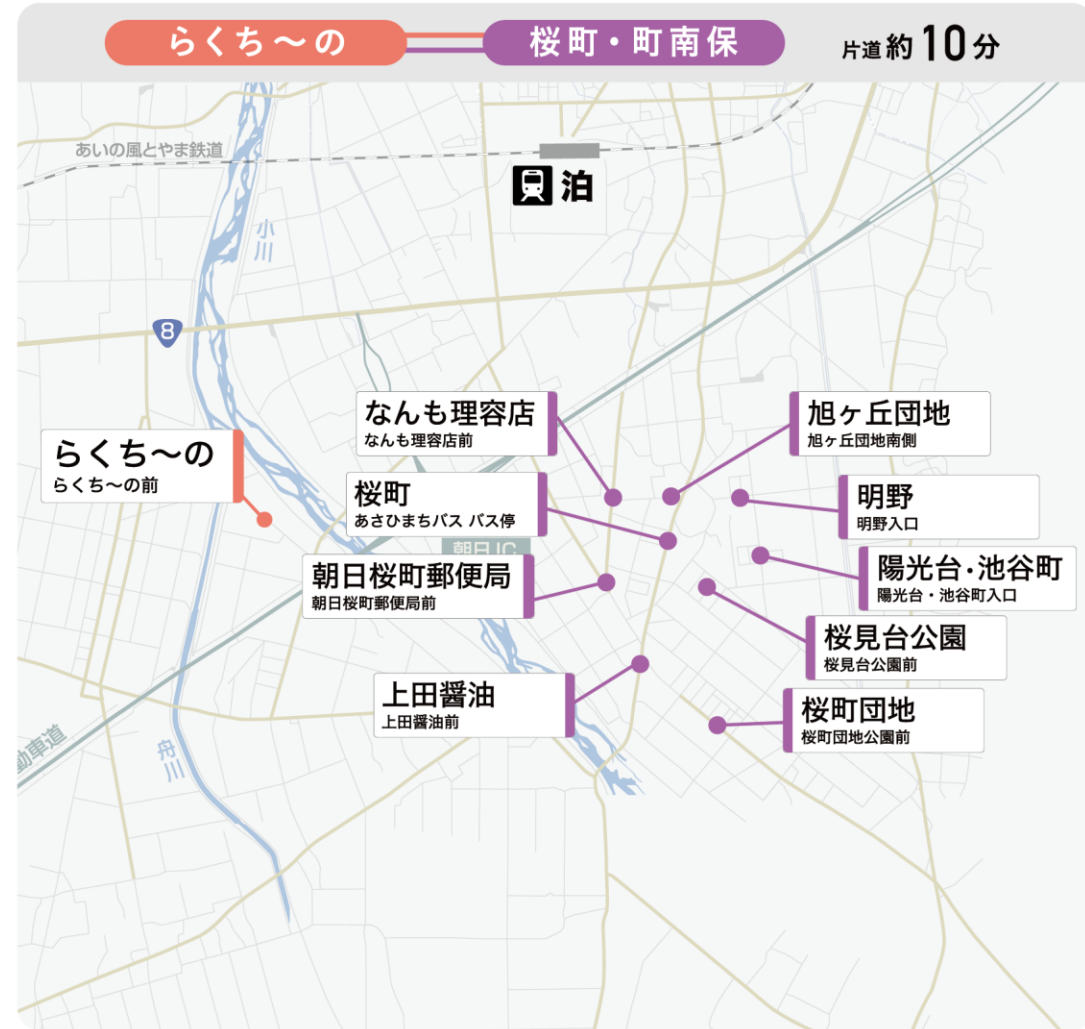 らくち〜の
桜町・町南保
片道約10分
あいの風とやま鉄道
泊
小川
8
なんも理容店
なんも理容店前
旭ヶ丘団地
旭ヶ丘団地南側
らくち〜の
らくち〜の前
桜町
あさひまちバス バス停
明野
明野入口
朝日IC
朝日桜町郵便局
朝日桜町郵便局前
陽光台・池谷町
陽光台・池谷町入口
桜見台公園
桜見台公園前
上田醤油
上田醤油前
桜町団地
桜町団地公園前
動車道
舟川